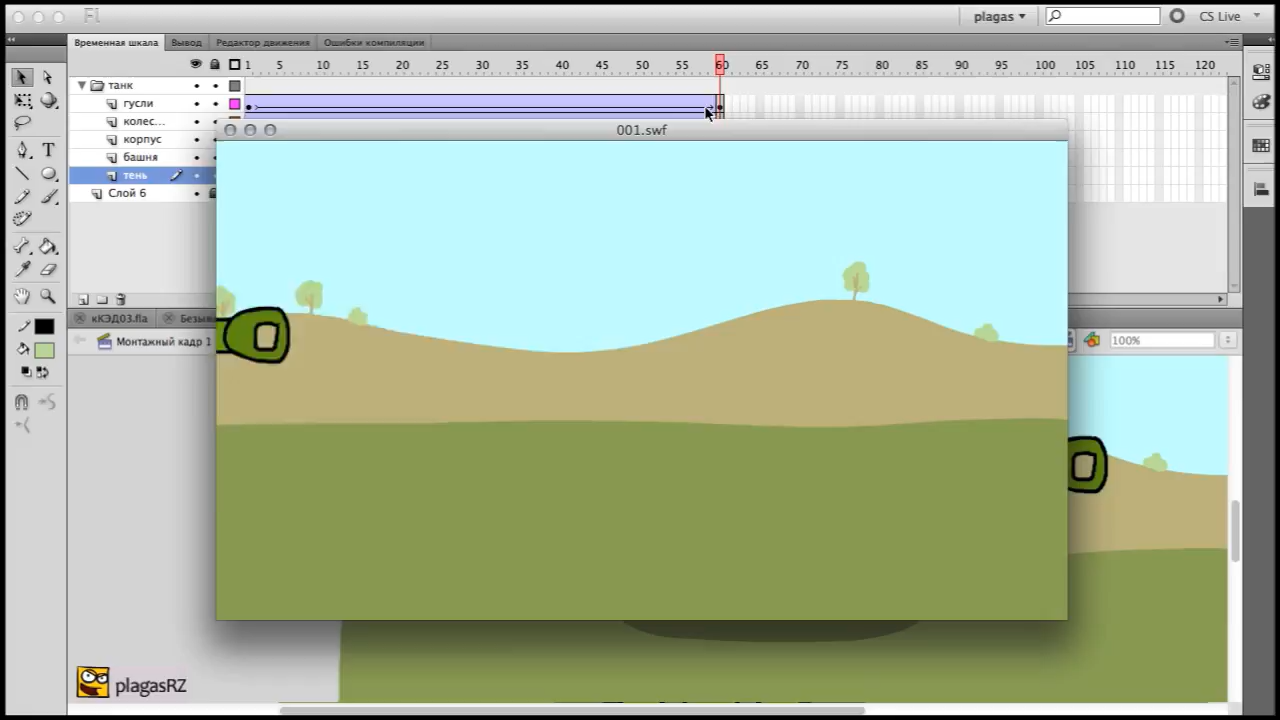 Fl
plagas
CS Live
Временная шкала
Вывод
Редактор движения
Ошибки компиляции
1 5 10 15 20 25 30 35 40 45 50 55 60 65 70 75 80 85 90 95 100 105 110 115 120
танк
гусли
колес...
корпус
башня
тень
Слой 6
001.swf
кКЭД03.fla
Безы
Монтажный кадр 1
100%
T
plagasRZ